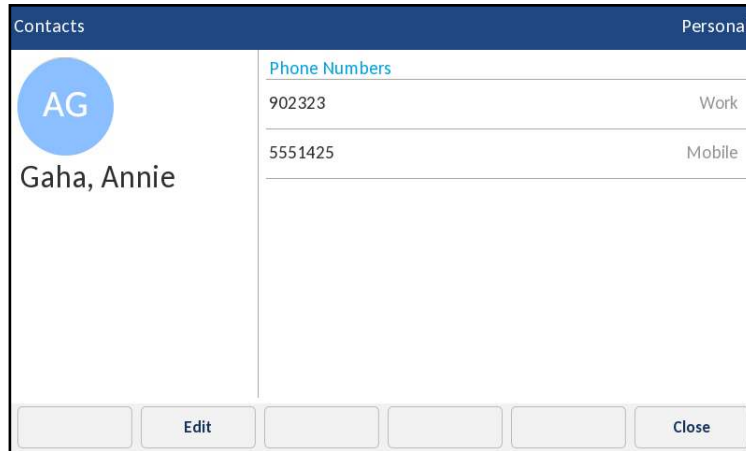 Contacts Persona
AG
Gaha, Annie
Phone Numbers
902323 Work
5551425 Mobile
Edit Close